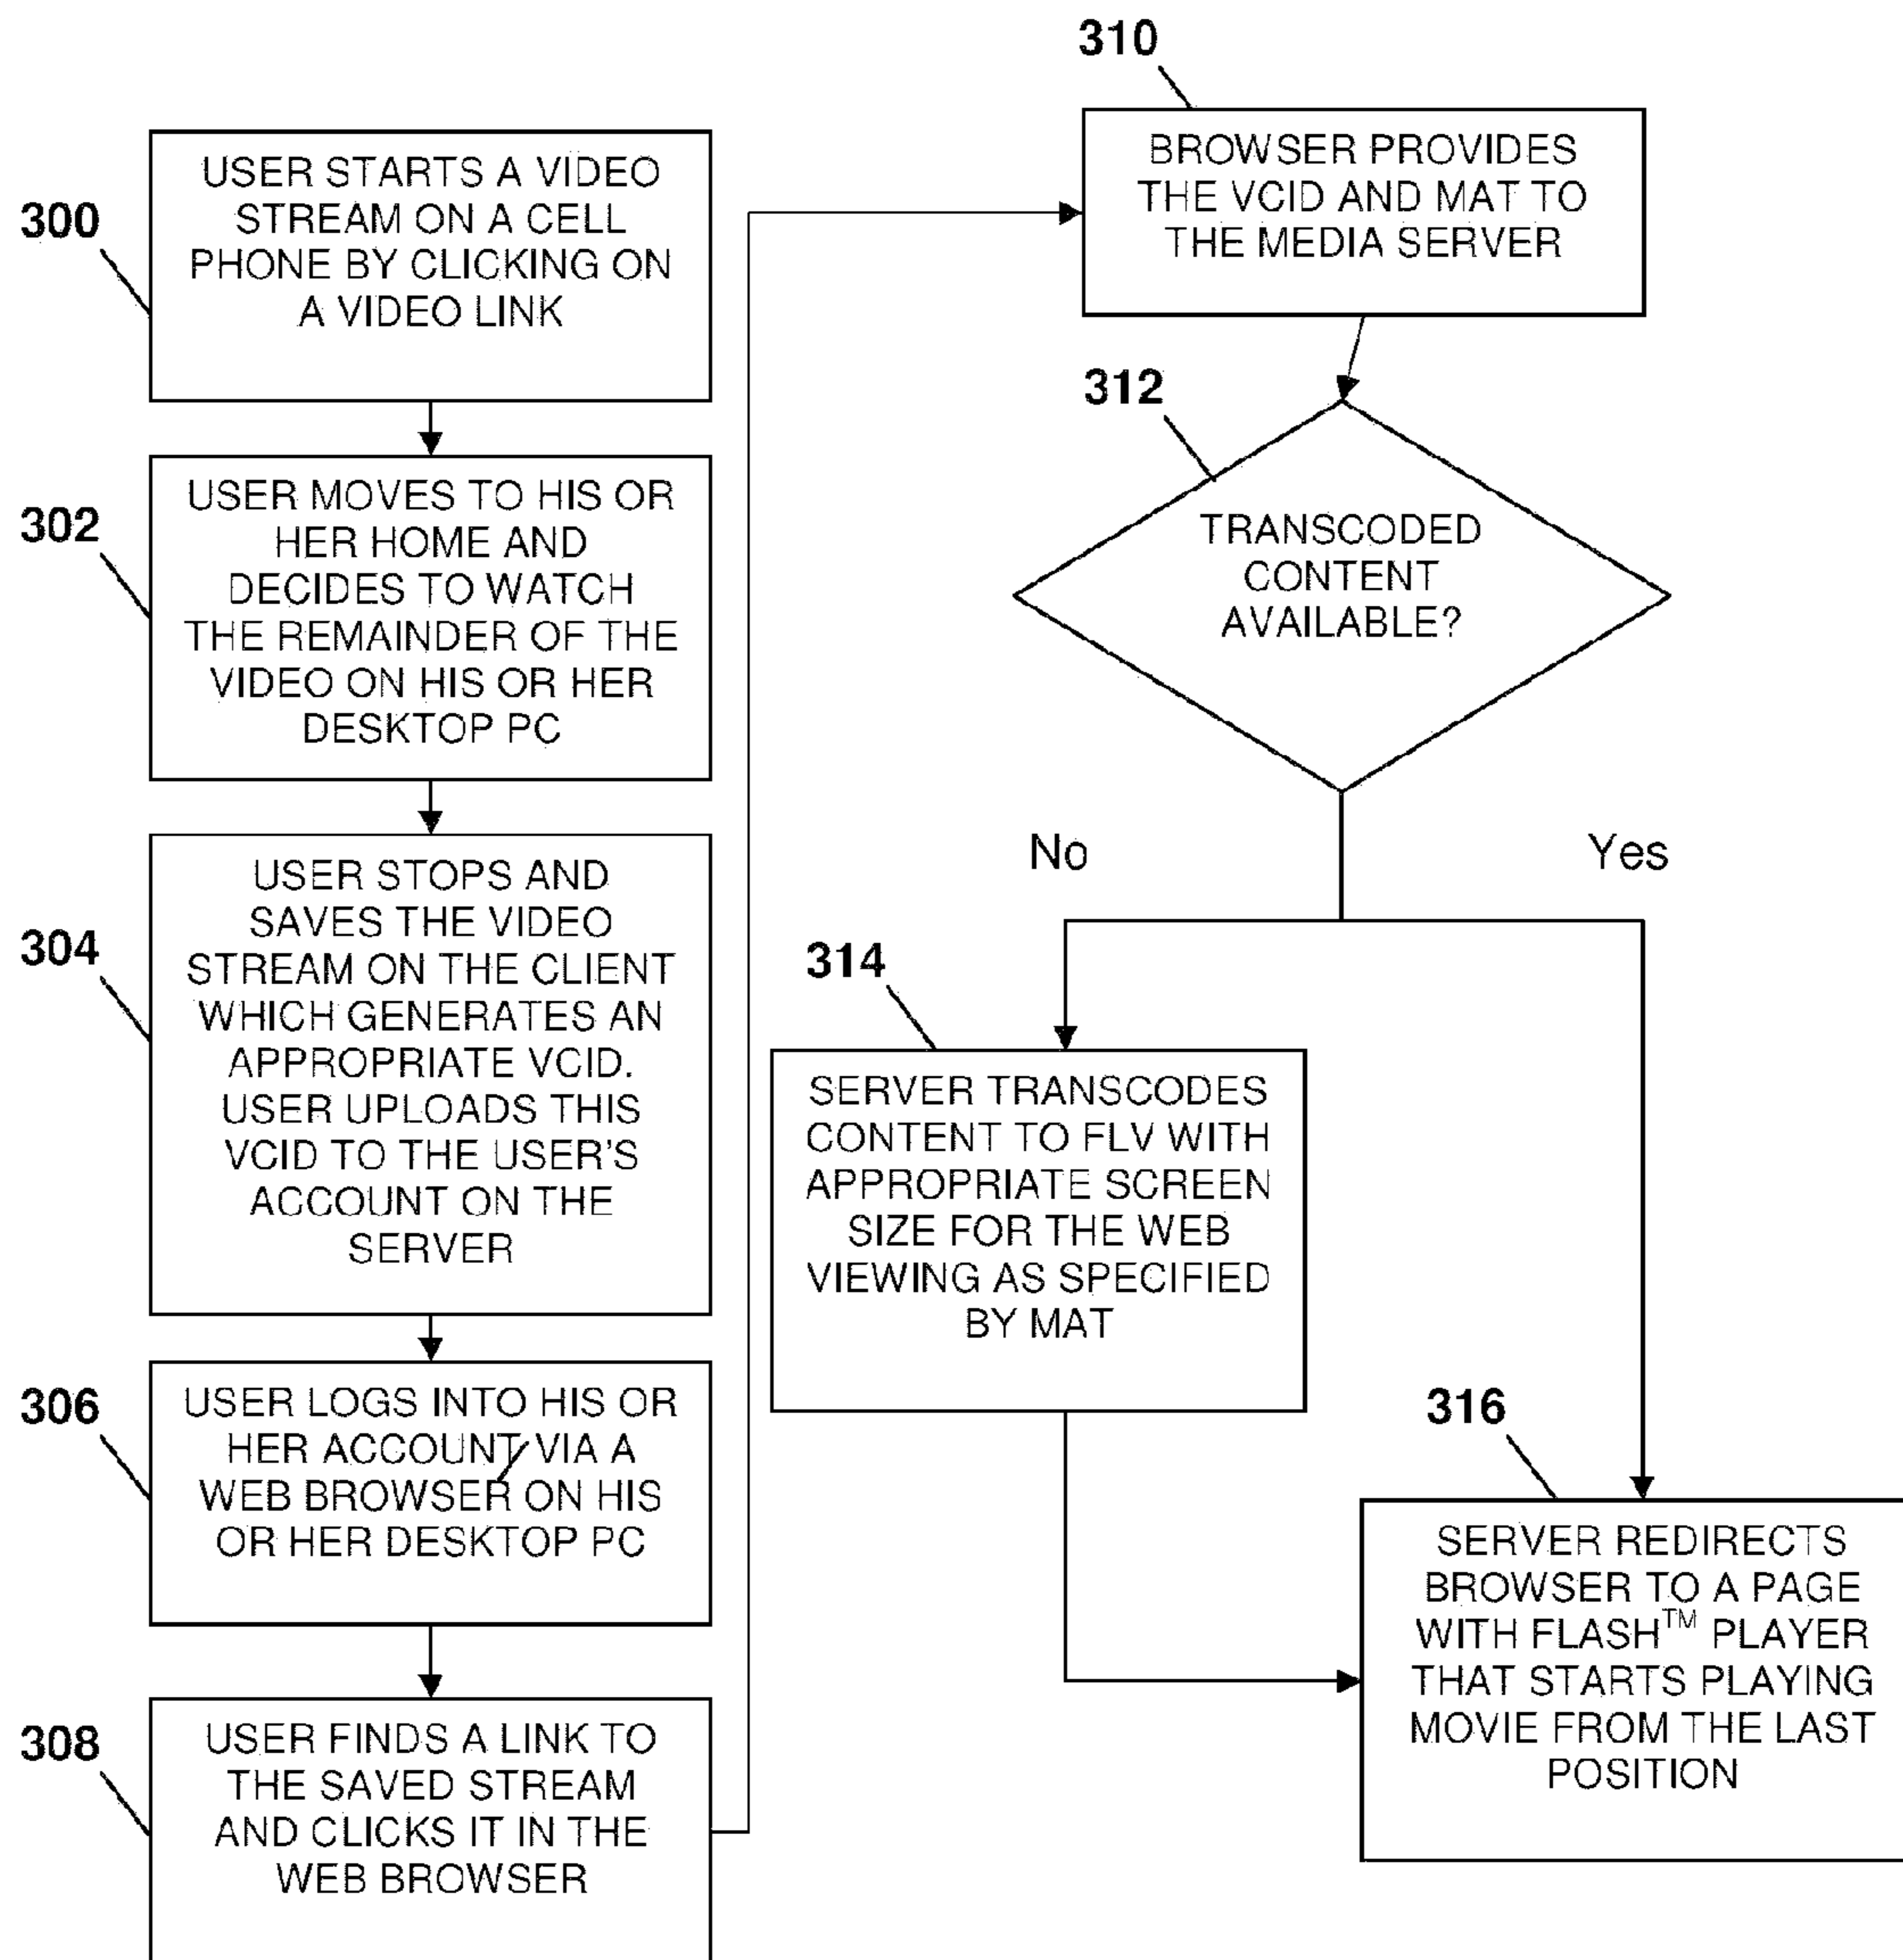 300
USER STARTS A VIDEO
STREAM ON A CELL
PHONE BY CLICKING ON
A VIDEO LINK
302
USER MOVES TO HIS OR
HER HOME AND
DECIDES TO WATCH
THE REMAINDER OF THE
VIDEO ON HIS OR HER
DESKTOP PC
304
USER STOPS AND
SAVES THE VIDEO
STREAM ON THE CLIENT
WHICH GENERATES AN
APPROPRIATE VCID.
USER UPLOADS THIS
VCID TO THE USER'S
ACCOUNT ON THE
SERVER
306
USER LOGS INTO HIS OR
HER ACCOUNT VIA A
WEB BROWSER ON HIS
OR HER DESKTOP PC
308
USER FINDS A LINK TO
THE SAVED STREAM
AND CLICKS IT IN THE
WEB BROWSER
310
BROWSER PROVIDES
THE VCID AND MAT TO
THE MEDIA SERVER
312
TRANSCODED
CONTENT
AVAILABLE?
No
Yes
314
SERVER TRANSCODES
CONTENT TO FLV WITH
APPROPRIATE SCREEN
SIZE FOR THE WEB
VIEWING AS SPECIFIED
BY MAT
316
SERVER REDIRECTS
BROWSER TO A PAGE
WITH FLASH™ PLAYER
THAT STARTS PLAYING
MOVIE FROM THE LAST
POSITION